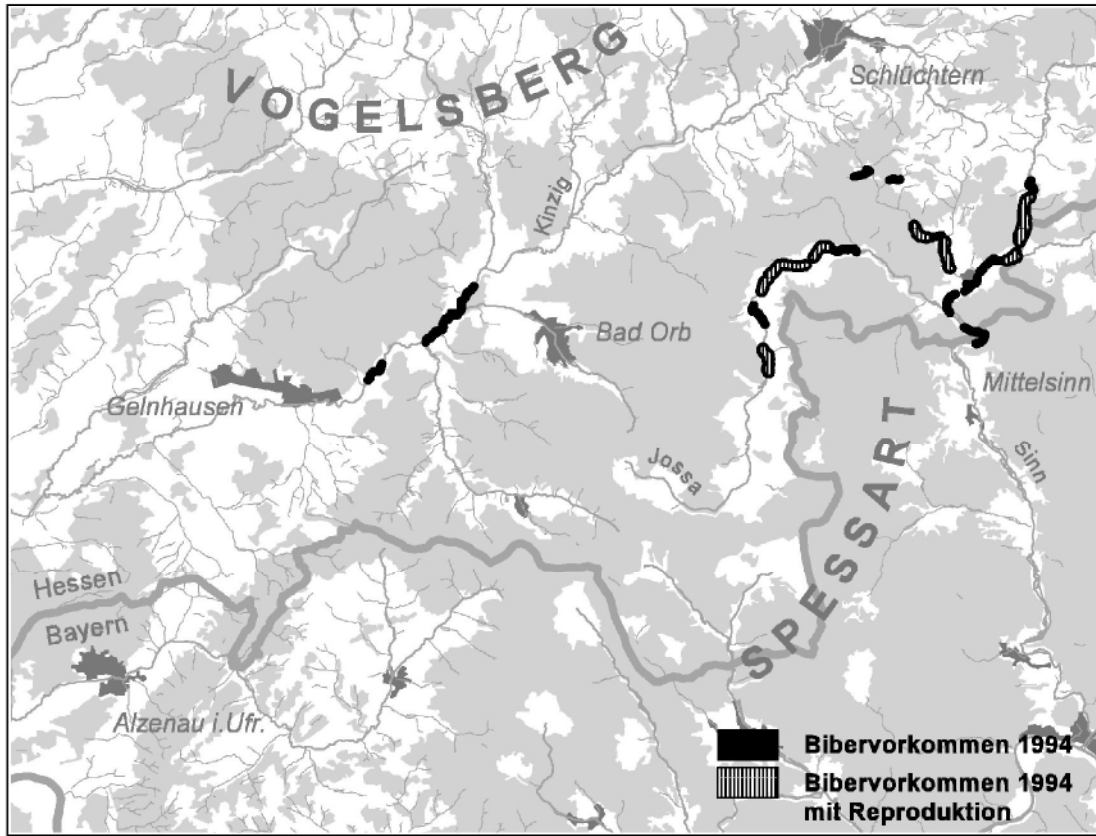 VOGELSBERG
Schlüchtern
Kinzig
Bad Orb
Gelnhausen
Mittelsinn
Jossa
Sinn
SPESSART
Hessen
Bayern
Alzenau i.Ufr.
Bibervorkommen 1994
Bibervorkommen 1994
mit Reproduktion